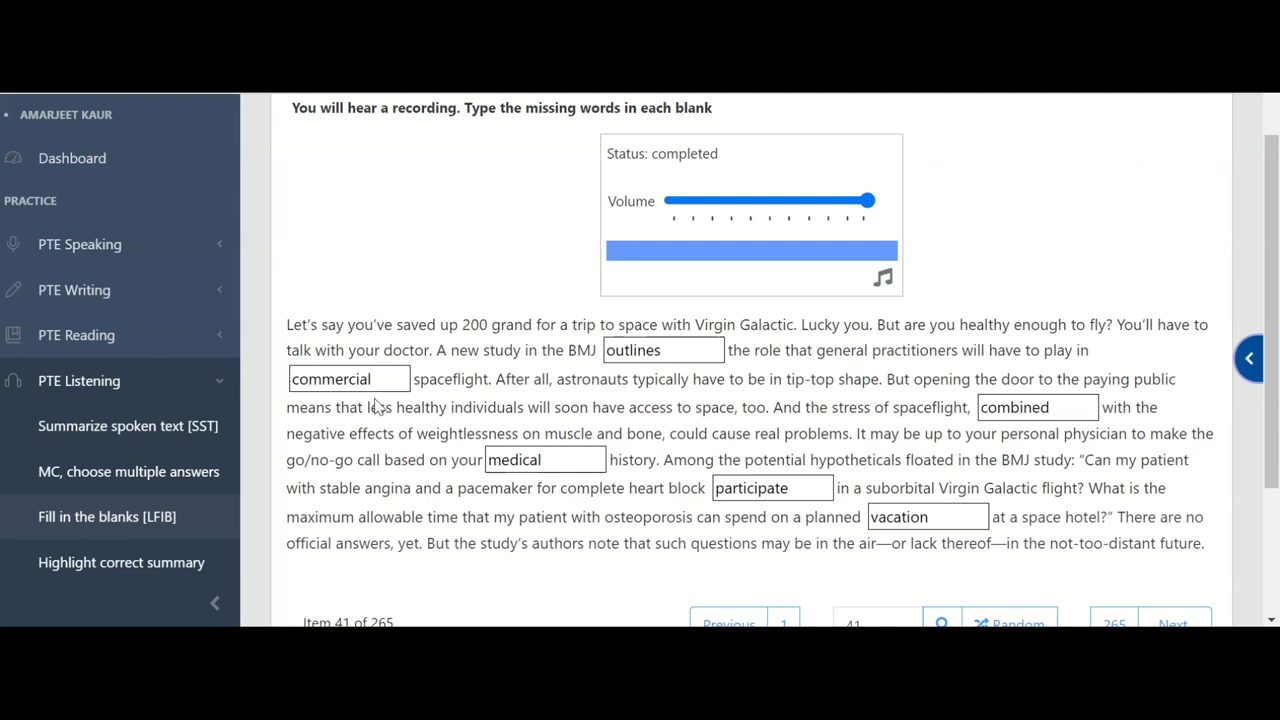 AMARJEET KAUR
Dashboard
PRACTICE
PTE Speaking
PTE Writing
PTE Reading
PTE Listening
Summarize spoken text [SST]
MC, choose multiple answers
Fill in the blanks [LFIB]
Highlight correct summary
You will hear a recording. Type the missing words in each blank
Status: completed
Volume
Let's say you've saved up 200 grand for a trip to space with Virgin Galactic. Lucky you. But are you healthy enough to fly? You'll have to
talk with your doctor. A new study in the BMJ outlines the role that general practitioners will have to play in
commercial spaceflight. After all, astronauts typically have to be in tip-top shape. But opening the door to the paying public
means that less healthy individuals will soon have access to space, too. And the stress of spaceflight, combined with the
negative effects of weightlessness on muscle and bone, could cause real problems. It may be up to your personal physician to make the
go/no-go call based on your medical history. Among the potential hypotheticals floated in the BMJ study: “Can my patient
with stable angina and a pacemaker for complete heart block participate in a suborbital Virgin Galactic flight? What is the
maximum allowable time that my patient with osteoporosis can spend on a planned vacation at a space hotel?” There are no
official answers, yet. But the study's authors note that such questions may be in the air—or lack thereof—in the not-too-distant future.
Item 41 of 265 Previous 1 41 Random 265 Next